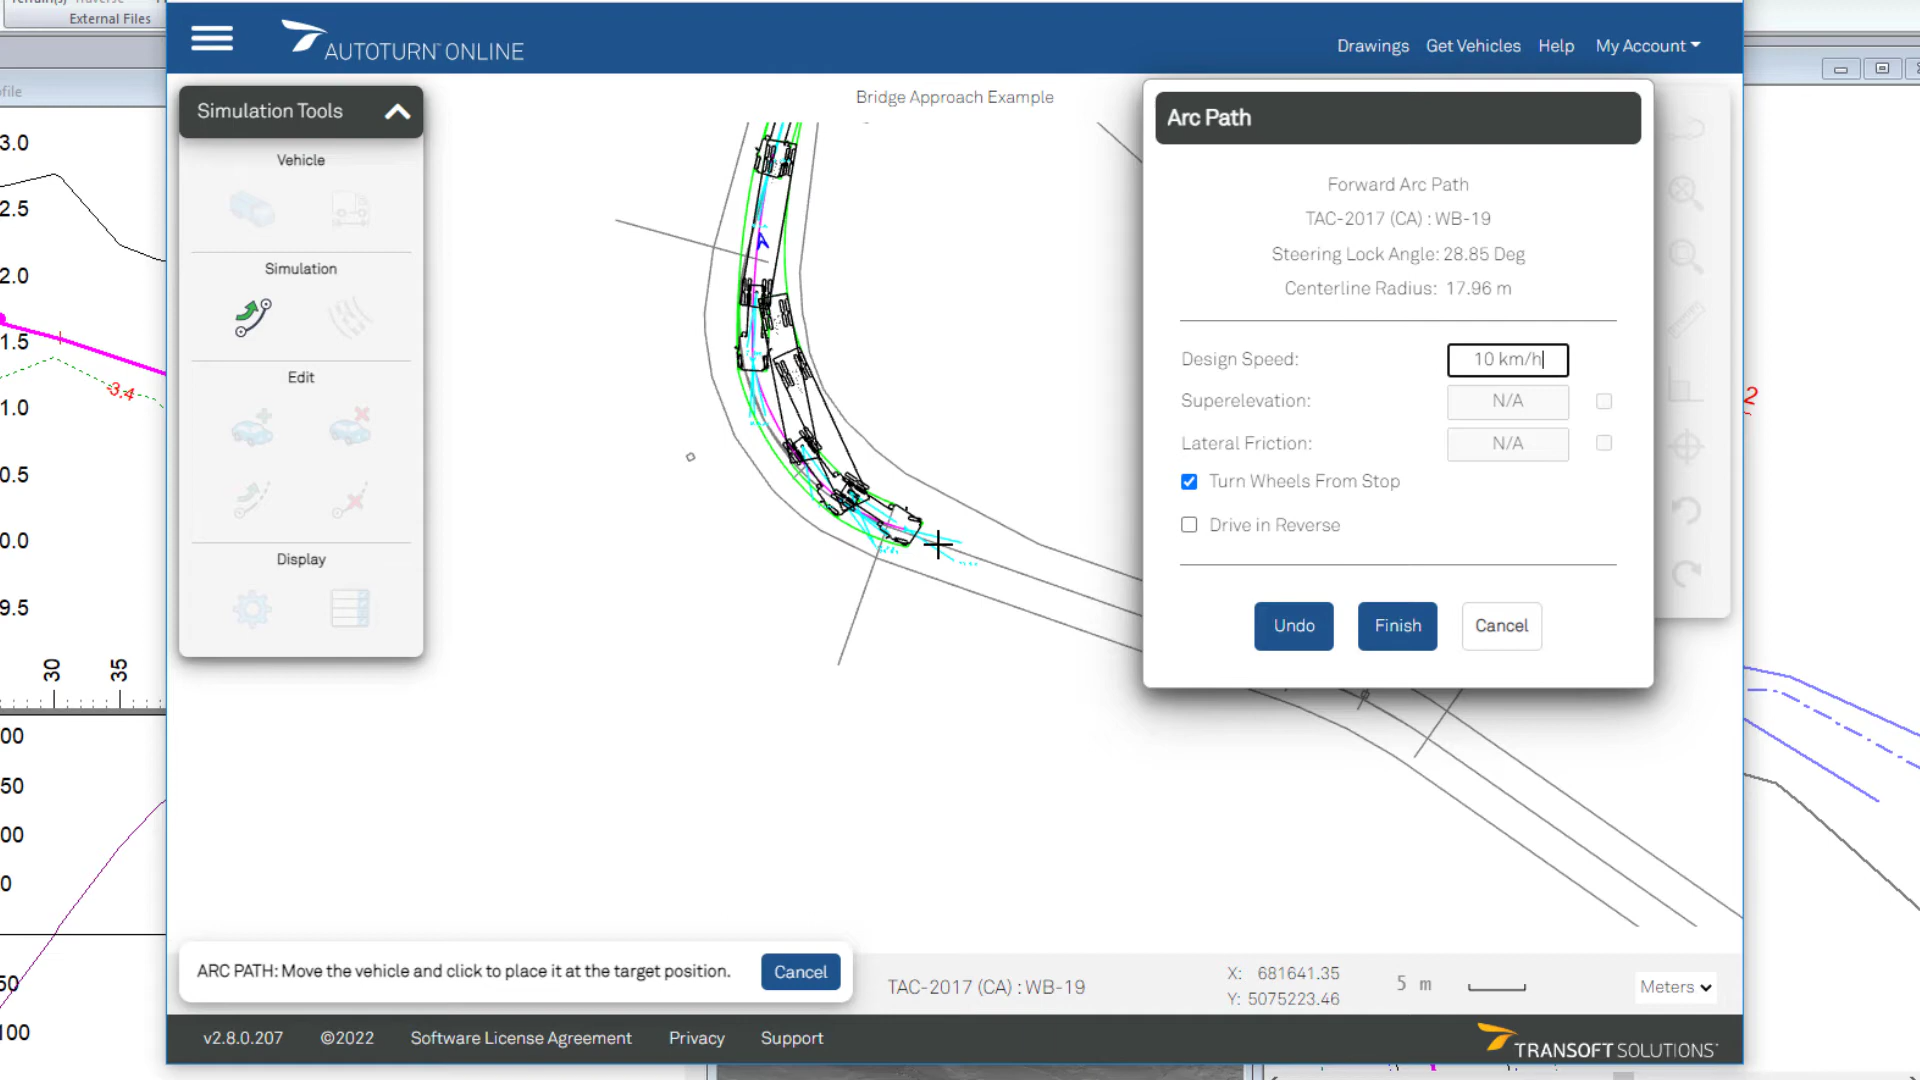 External Files
AUTOTURN ONLINE
Drawings Get Vehicles Help My Account
Bridge Approach Example
Simulation Tools
Vehicle
Simulation
Edit
Display
A
Arc Path
Forward Arc Path
TAC-2017 (CA) : WB-19
Steering Lock Angle: 28.85 Deg
Centerline Radius: 17.96 m
Design Speed: 10 km/h
Superelevation: N/A
Lateral Friction: N/A
Turn Wheels From Stop
Drive in Reverse
Undo Finish Cancel
3.0
2.5
2.0
1.5
-3.4
1.0
0.5
0.0
9.5
30 35
00
50
00
0
50
100
2
ARC PATH: Move the vehicle and click to place it at the target position. Cancel
TAC-2017 (CA) : WB-19
X: 681641.35
Y: 5075223.46
5 m
Meters
v2.8.0.207 ©2022 Software License Agreement Privacy Support
TRANSOFT SOLUTIONS